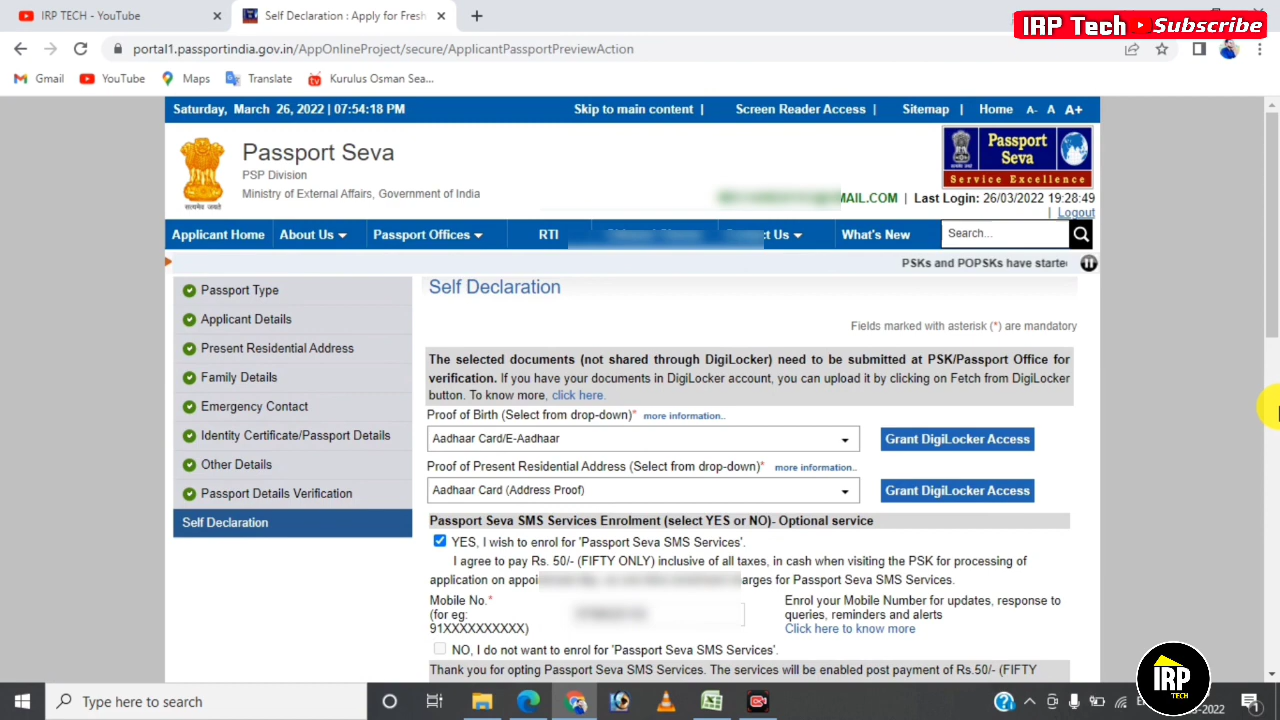 IRP TECH - YouTube
Self Declaration : Apply for Fresh
IRP Tech Subscribe
portal1.passportindia.gov.in/AppOnlineProject/secure/ApplicantPassportPreviewAction
Gmail YouTube Maps Translate Kurulus Osman Sea...
Saturday, March 26, 2022 | 07:54:18 PM
Skip to main content | Screen Reader Access | Sitemap | Home A- A A+
Passport Seva
PSP Division
Ministry of External Affairs, Government of India
सत्यमेव जयते
Passport
Seva
Service Excellence
MAIL.COM | Last Login: 26/03/2022 19:28:49
| Logout
Applicant Home About Us Passport Offices RTI t Us What's New Search...
PSKs and POPSKs have starte
Passport Type
Applicant Details
Present Residential Address
Family Details
Emergency Contact
Identity Certificate/Passport Details
Other Details
Passport Details Verification
Self Declaration
Self Declaration
Fields marked with asterisk (*) are mandatory
The selected documents (not shared through DigiLocker) need to be submitted at PSK/Passport Office for
verification. If you have your documents in DigiLocker account, you can upload it by clicking on Fetch from DigiLocker
button. To know more, click here.
Proof of Birth (Select from drop-down)* more information..
Aadhaar Card/E-Aadhaar Grant DigiLocker Access
Proof of Present Residential Address (Select from drop-down)* more information..
Aadhaar Card (Address Proof) Grant DigiLocker Access
Passport Seva SMS Services Enrolment (select YES or NO)- Optional service
YES, I wish to enrol for 'Passport Seva SMS Services'.
I agree to pay Rs. 50/- (FIFTY ONLY) inclusive of all taxes, in cash when visiting the PSK for processing of
application on appoi arges for Passport Seva SMS Services.
Mobile No.*
(for eg:
91XXXXXXXXXX)
Enrol your Mobile Number for updates, response to
queries, reminders and alerts
Click here to know more
NO, I do not want to enrol for 'Passport Seva SMS Services'.
Thank you for opting Passport Seva SMS Services. The services will be enabled post payment of Rs.50/- (FIFTY
IRP
TECH
Type here to search
-2022
1